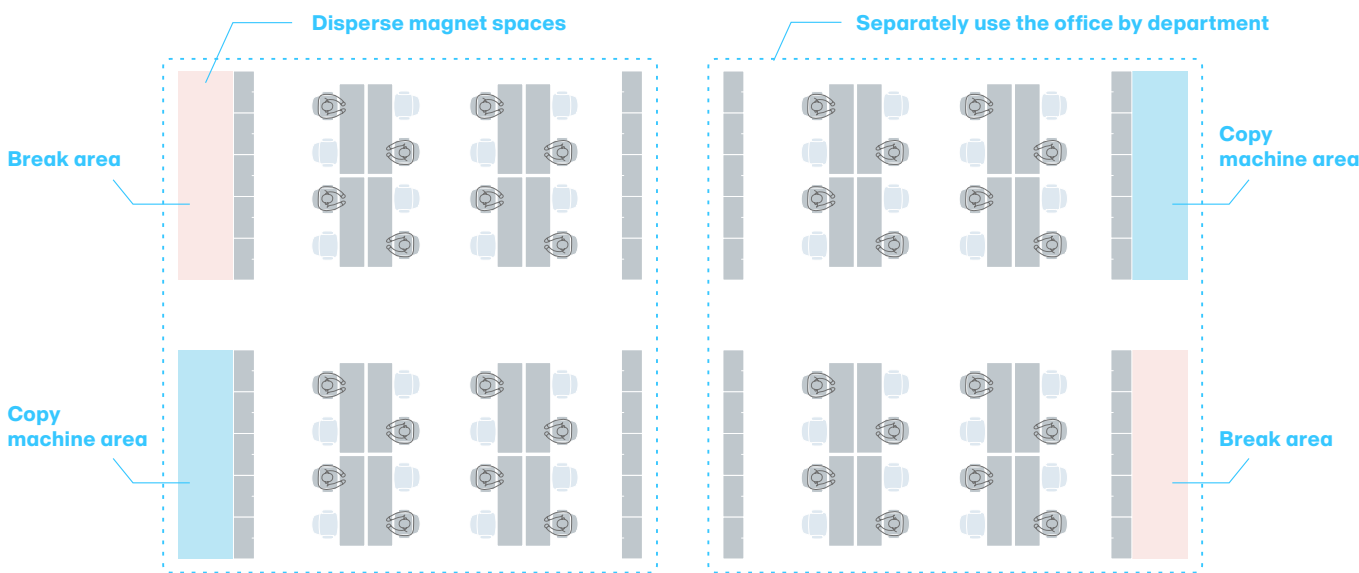 Disperse magnet spaces
Separately use the office by department
Break area
Copy
machine area
Copy
machine area
Break area